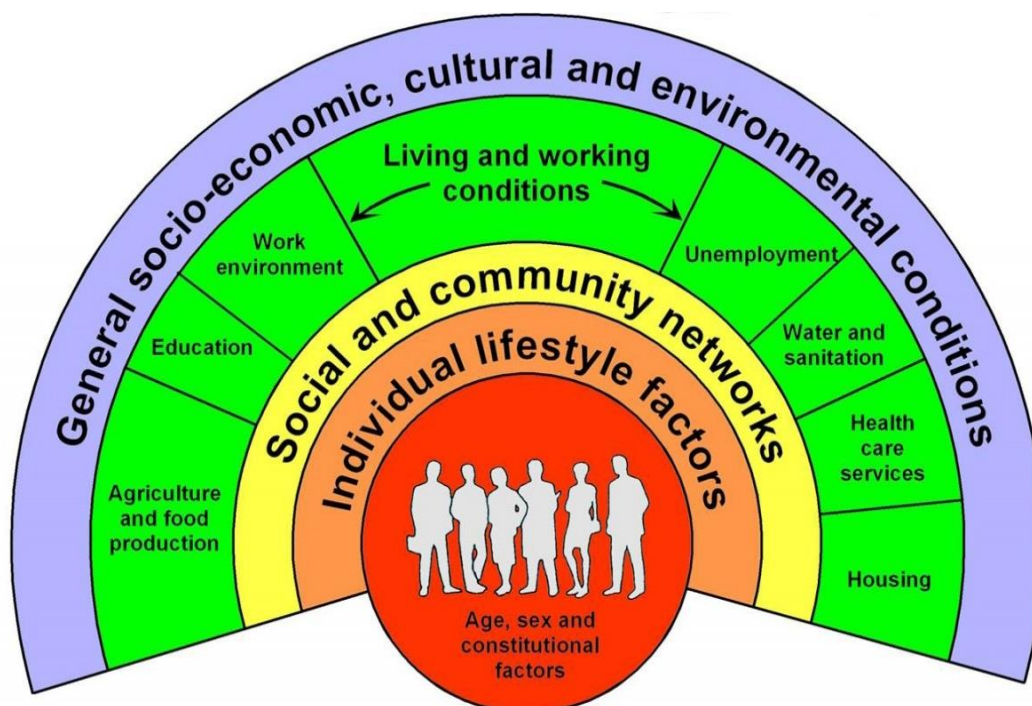 General socio-economic, cultural and environmental conditions
Living and working
conditions
Work
environment
Unemployment
Education
Water and
sanitation
Agriculture
and food
production
Health
care
services
Housing
Social and community networks
Individual lifestyle factors
Age, sex and
constitutional
factors